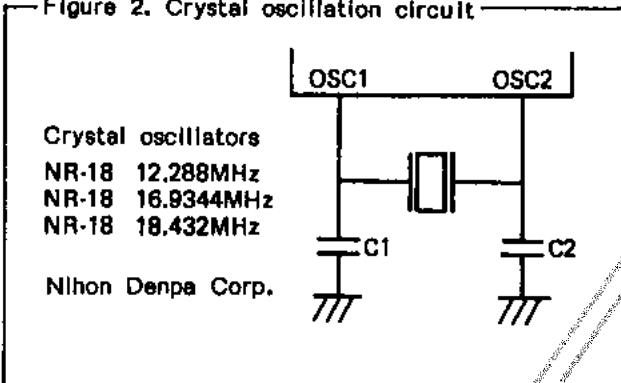 Figure 2. Crystal oscillation circuit
OSC1 OSC2
Crystal oscillators
NR-18 12.288MHz
NR-18 16.9344MHz
NR-18 18.432MHz
C1 C2
Nihon Denpa Corp.